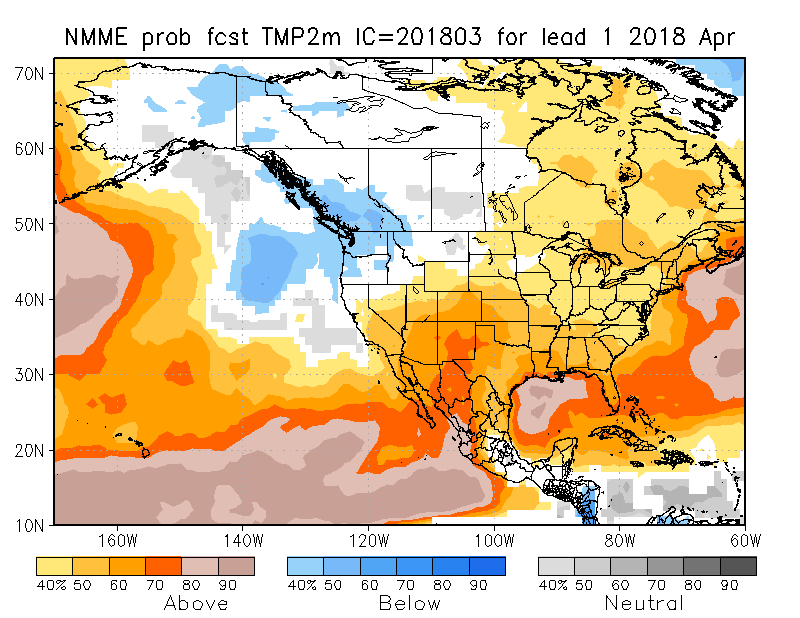 NMME prob fcst TMP2m IC=201803 for lead 1 2018 Apr
70N
60N
50N
40N
30N
20N
10N
160W 140W 120W 100W 80W 60W
40% 50 60 70 80 90 40% 50 60 70 80 90 40% 50 60 70 80 90
Above Below Neutral